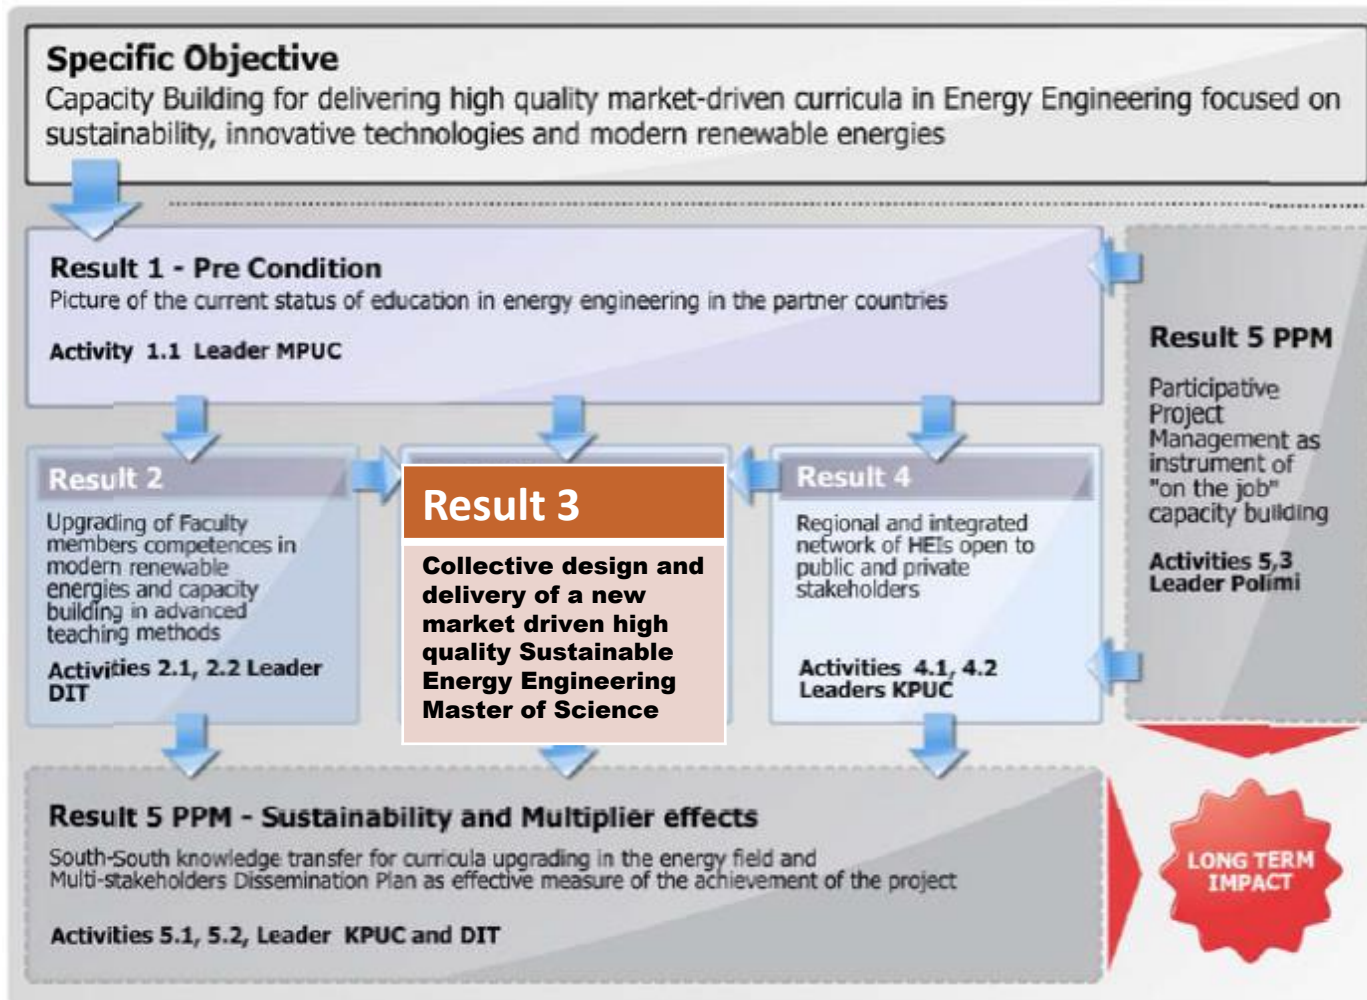 Specific Objective
Capacity Building for delivering high quality market-driven curricula in Energy Engineering focused on
sustainability, innovative technologies and modern renewable energies
Result 1 - Pre Condition
Picture of the current status of education in energy engineering in the partner countries
Activity 1.1 Leader MPUC
Result 5 PPM
Participative
Project
Management as
instrument of
"on the job"
capacity building
Activities 5,3
Leader Polimi
Result 2
Upgrading of Faculty
members competences in
modern renewable
energies and capacity
building in advanced
teaching methods
Activities 2.1, 2.2 Leader
DIT
Result 3
Collective design and
delivery of a new
market driven high
quality Sustainable
Energy Engineering
Master of Science
Result 4
Regional and integrated
network of HEIs open to
public and private
stakeholders
Activities 4.1, 4.2
Leaders KPUC
Result 5 PPM - Sustainability and Multiplier effects
South-South knowledge transfer for curricula upgrading in the energy field and
Multi-stakeholders Dissemination Plan as effective measure of the achievement of the project
Activities 5.1, 5.2, Leader KPUC and DIT
LONG TERM
IMPACT